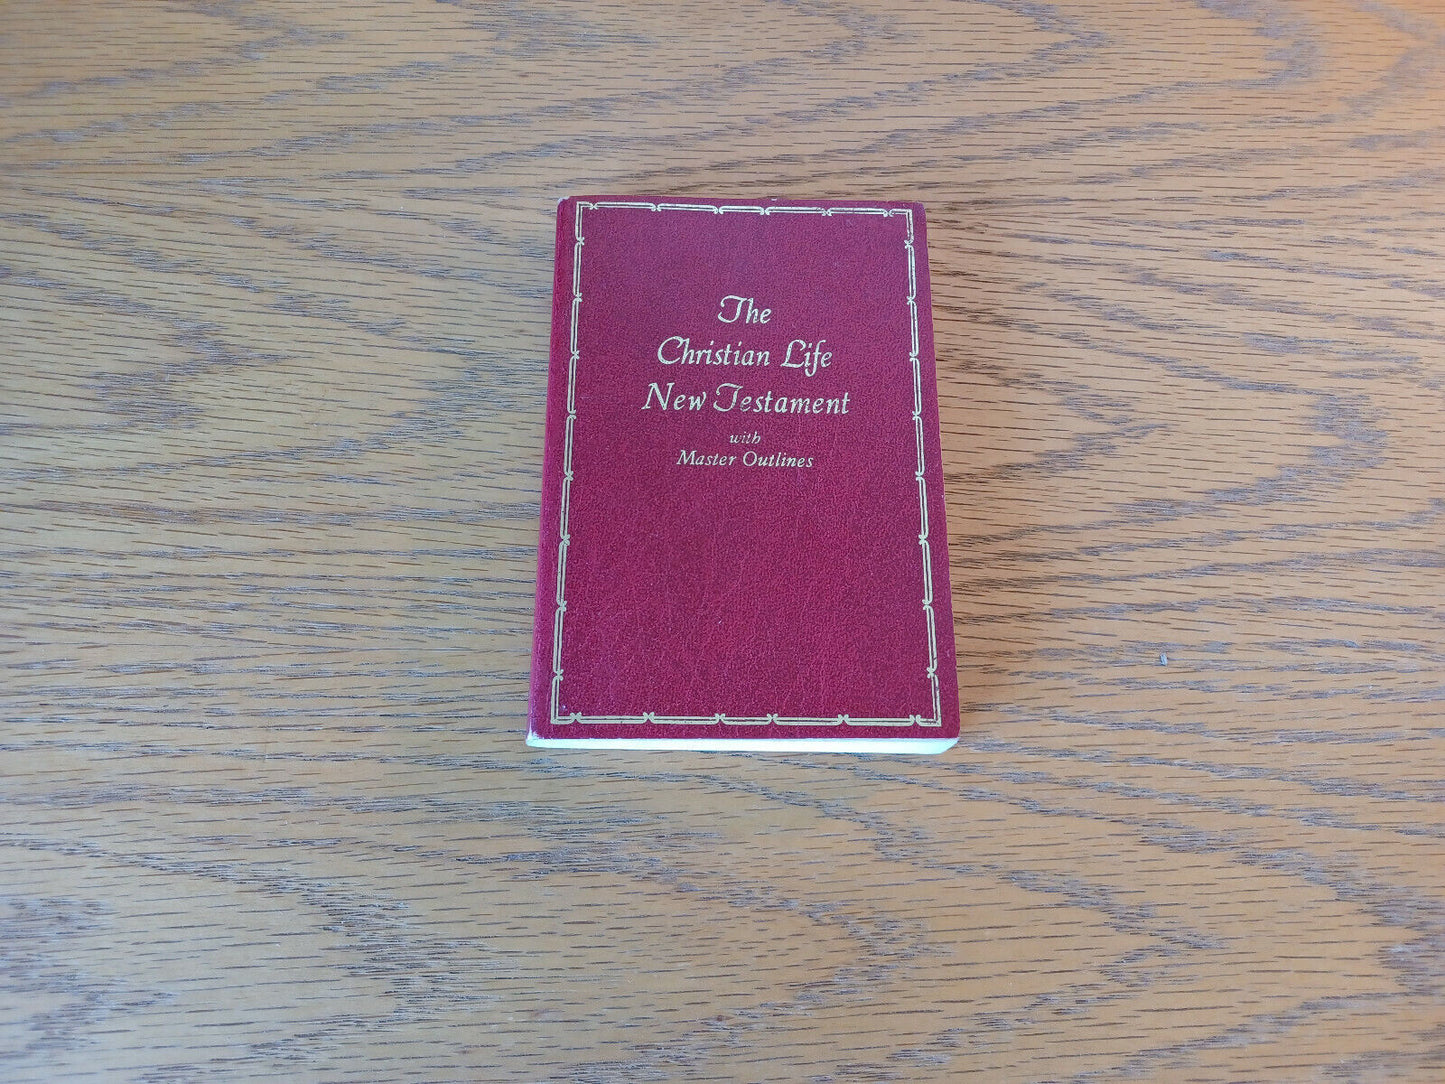 The
Christian Life
New Testament
with
Master Outlines